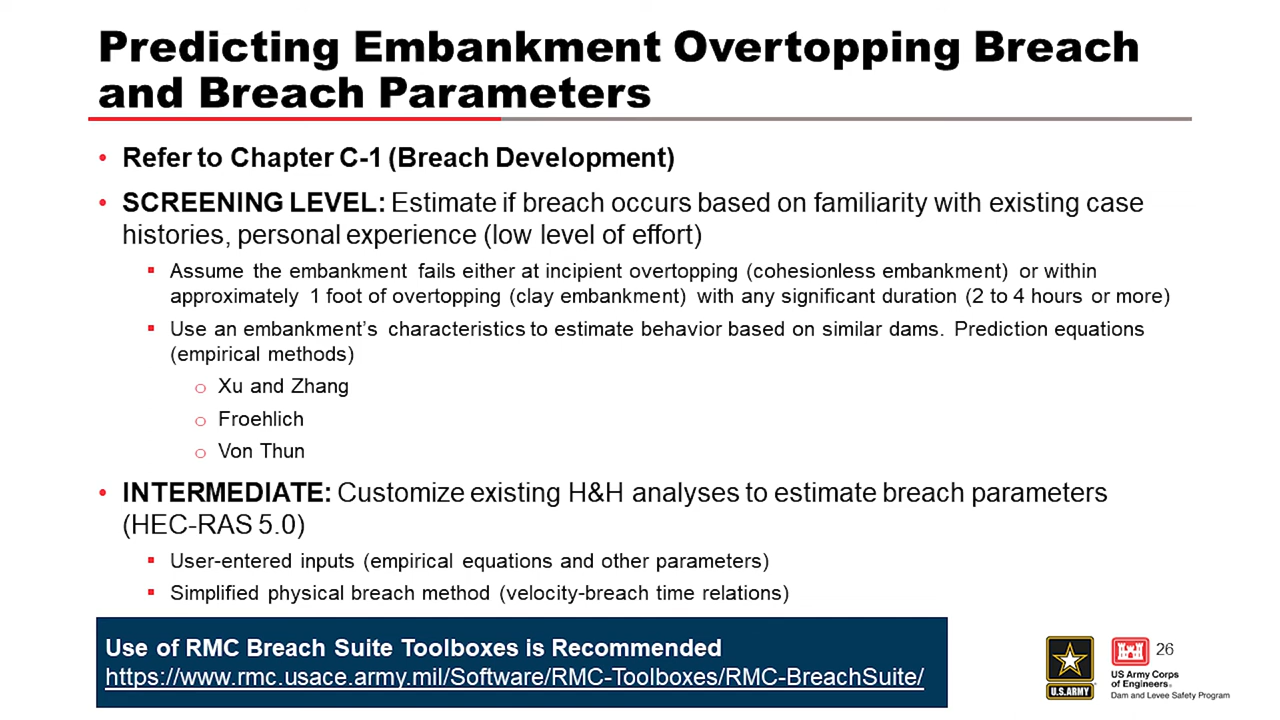 Predicting Embankment Overtopping Breach
and Breach Parameters
• Refer to Chapter C-1 (Breach Development)
• SCREENING LEVEL: Estimate if breach occurs based on familiarity with existing case
histories, personal experience (low level of effort)
▪ Assume the embankment fails either at incipient overtopping (cohesionless embankment) or within
approximately 1 foot of overtopping (clay embankment) with any significant duration (2 to 4 hours or more)
▪ Use an embankment’s characteristics to estimate behavior based on similar dams. Prediction equations
(empirical methods)
o Xu and Zhang
o Froehlich
o Von Thun
• INTERMEDIATE: Customize existing H&H analyses to estimate breach parameters
(HEC-RAS 5.0)
▪ User-entered inputs (empirical equations and other parameters)
▪ Simplified physical breach method (velocity-breach time relations)
Use of RMC Breach Suite Toolboxes is Recommended
https://www.rmc.usace.army.mil/Software/RMC-Toolboxes/RMC-BreachSuite/
U.S.ARMY
26
US Army Corps
of Engineers®
Dam and Levee Safety Program